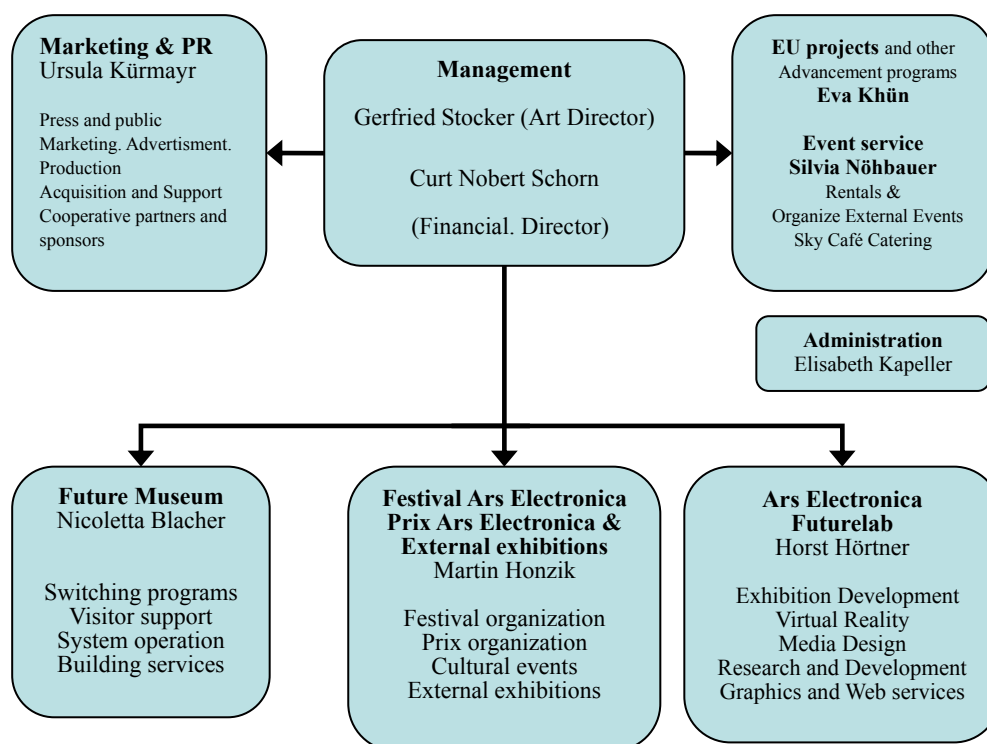 Marketing & PR
Ursula Kürmayr
Press and public
Marketing. Advertisment.
Production
Acquisition and Support
Cooperative partners and
sponsors
Management
Gerfried Stocker (Art Director)
Curt Nobert Schorn
(Financial. Director)
EU projects and other
Advancement programs
Eva Khün
Event service
Silvia Nöhbauer
Rentals &
Organize External Events
Sky Café Catering
Administration
Elisabeth Kapeller
Future Museum
Nicoletta Blacher
Switching programs
Visitor support
System operation
Building services
Festival Ars Electronica
Prix Ars Electronica &
External exhibitions
Martin Honzik
Festival organization
Prix organization
Cultural events
External exhibitions
Ars Electronica
Futurelab
Horst Hörtner
Exhibition Development
Virtual Reality
Media Design
Research and Development
Graphics and Web services